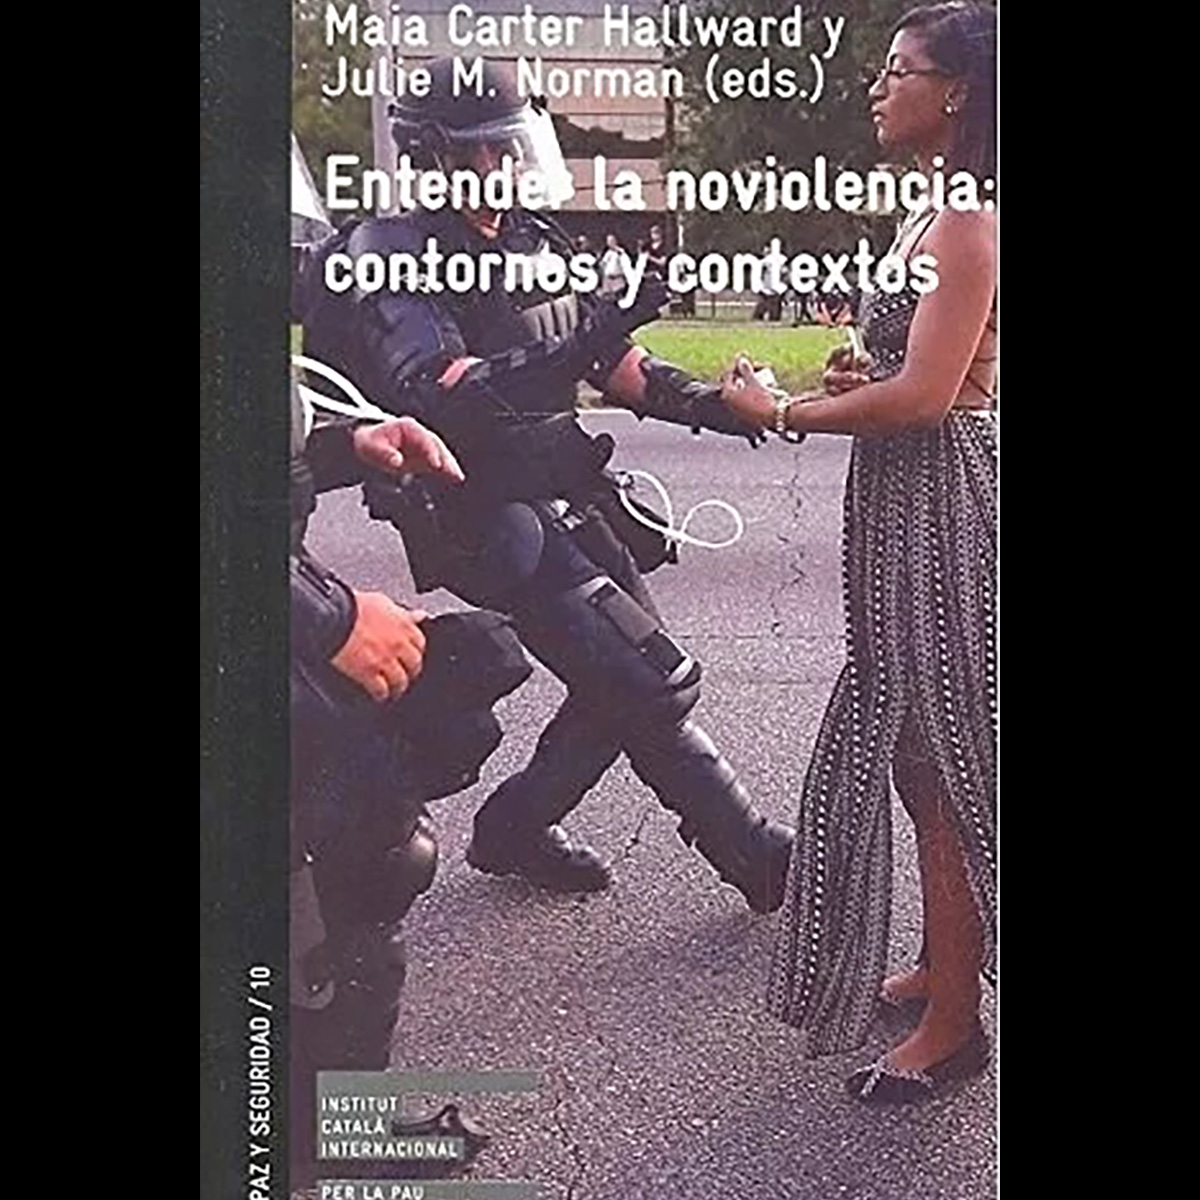 Maia Carter Hallward y
Julie M. Norman (eds.)
Entender la noviolencia:
contornos y contextos
PAZ Y SEGURIDAD / 10
INSTITUT
CATALÀ
INTERNACIONAL
PER LA PAU